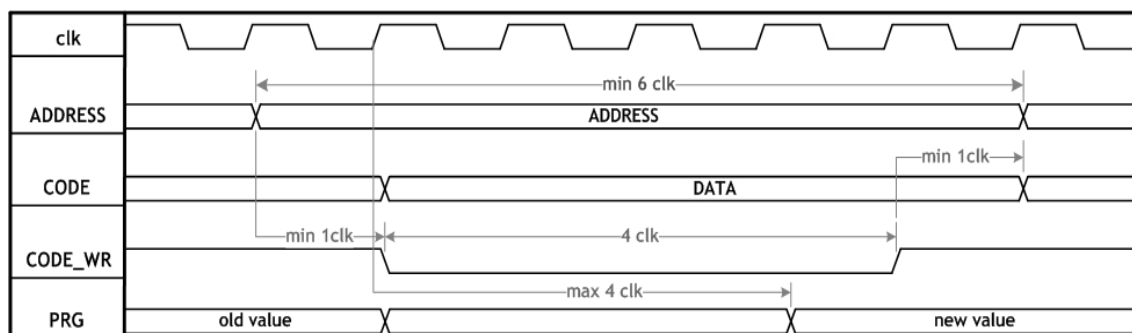 clk
min 6 clk
ADDRESS ADDRESS
min 1clk
CODE DATA
min 1clk 4 clk
CODE_WR
max 4 clk
PRG old value new value